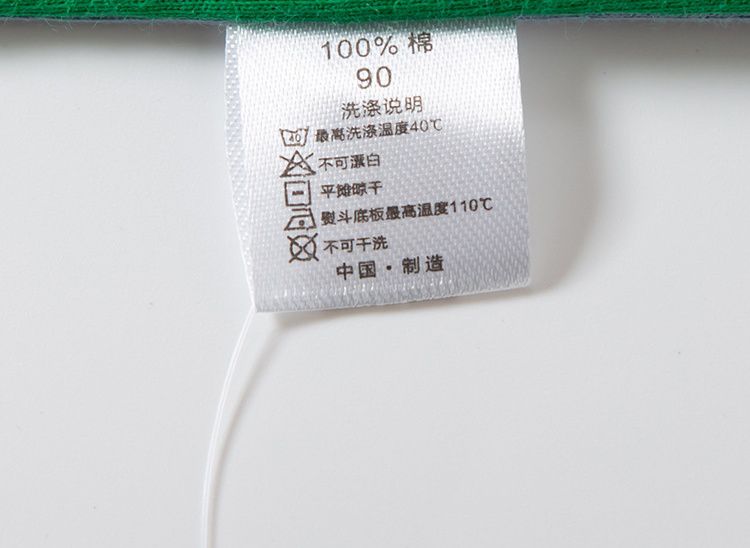 100% 棉
90
洗涤说明
40 最高洗涤温度40℃
不可漂白
平摊晾干
熨斗底板最高温度110℃
不可干洗
中国·制造